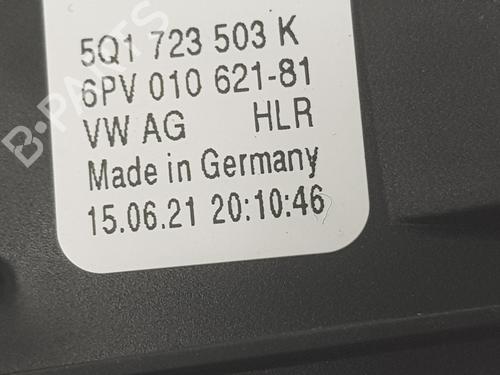 5Q1 723 503 K
6PV 010 621-81
VW AG HLR
Made in Germany
15.06.21 20:10:46
B-PARTS